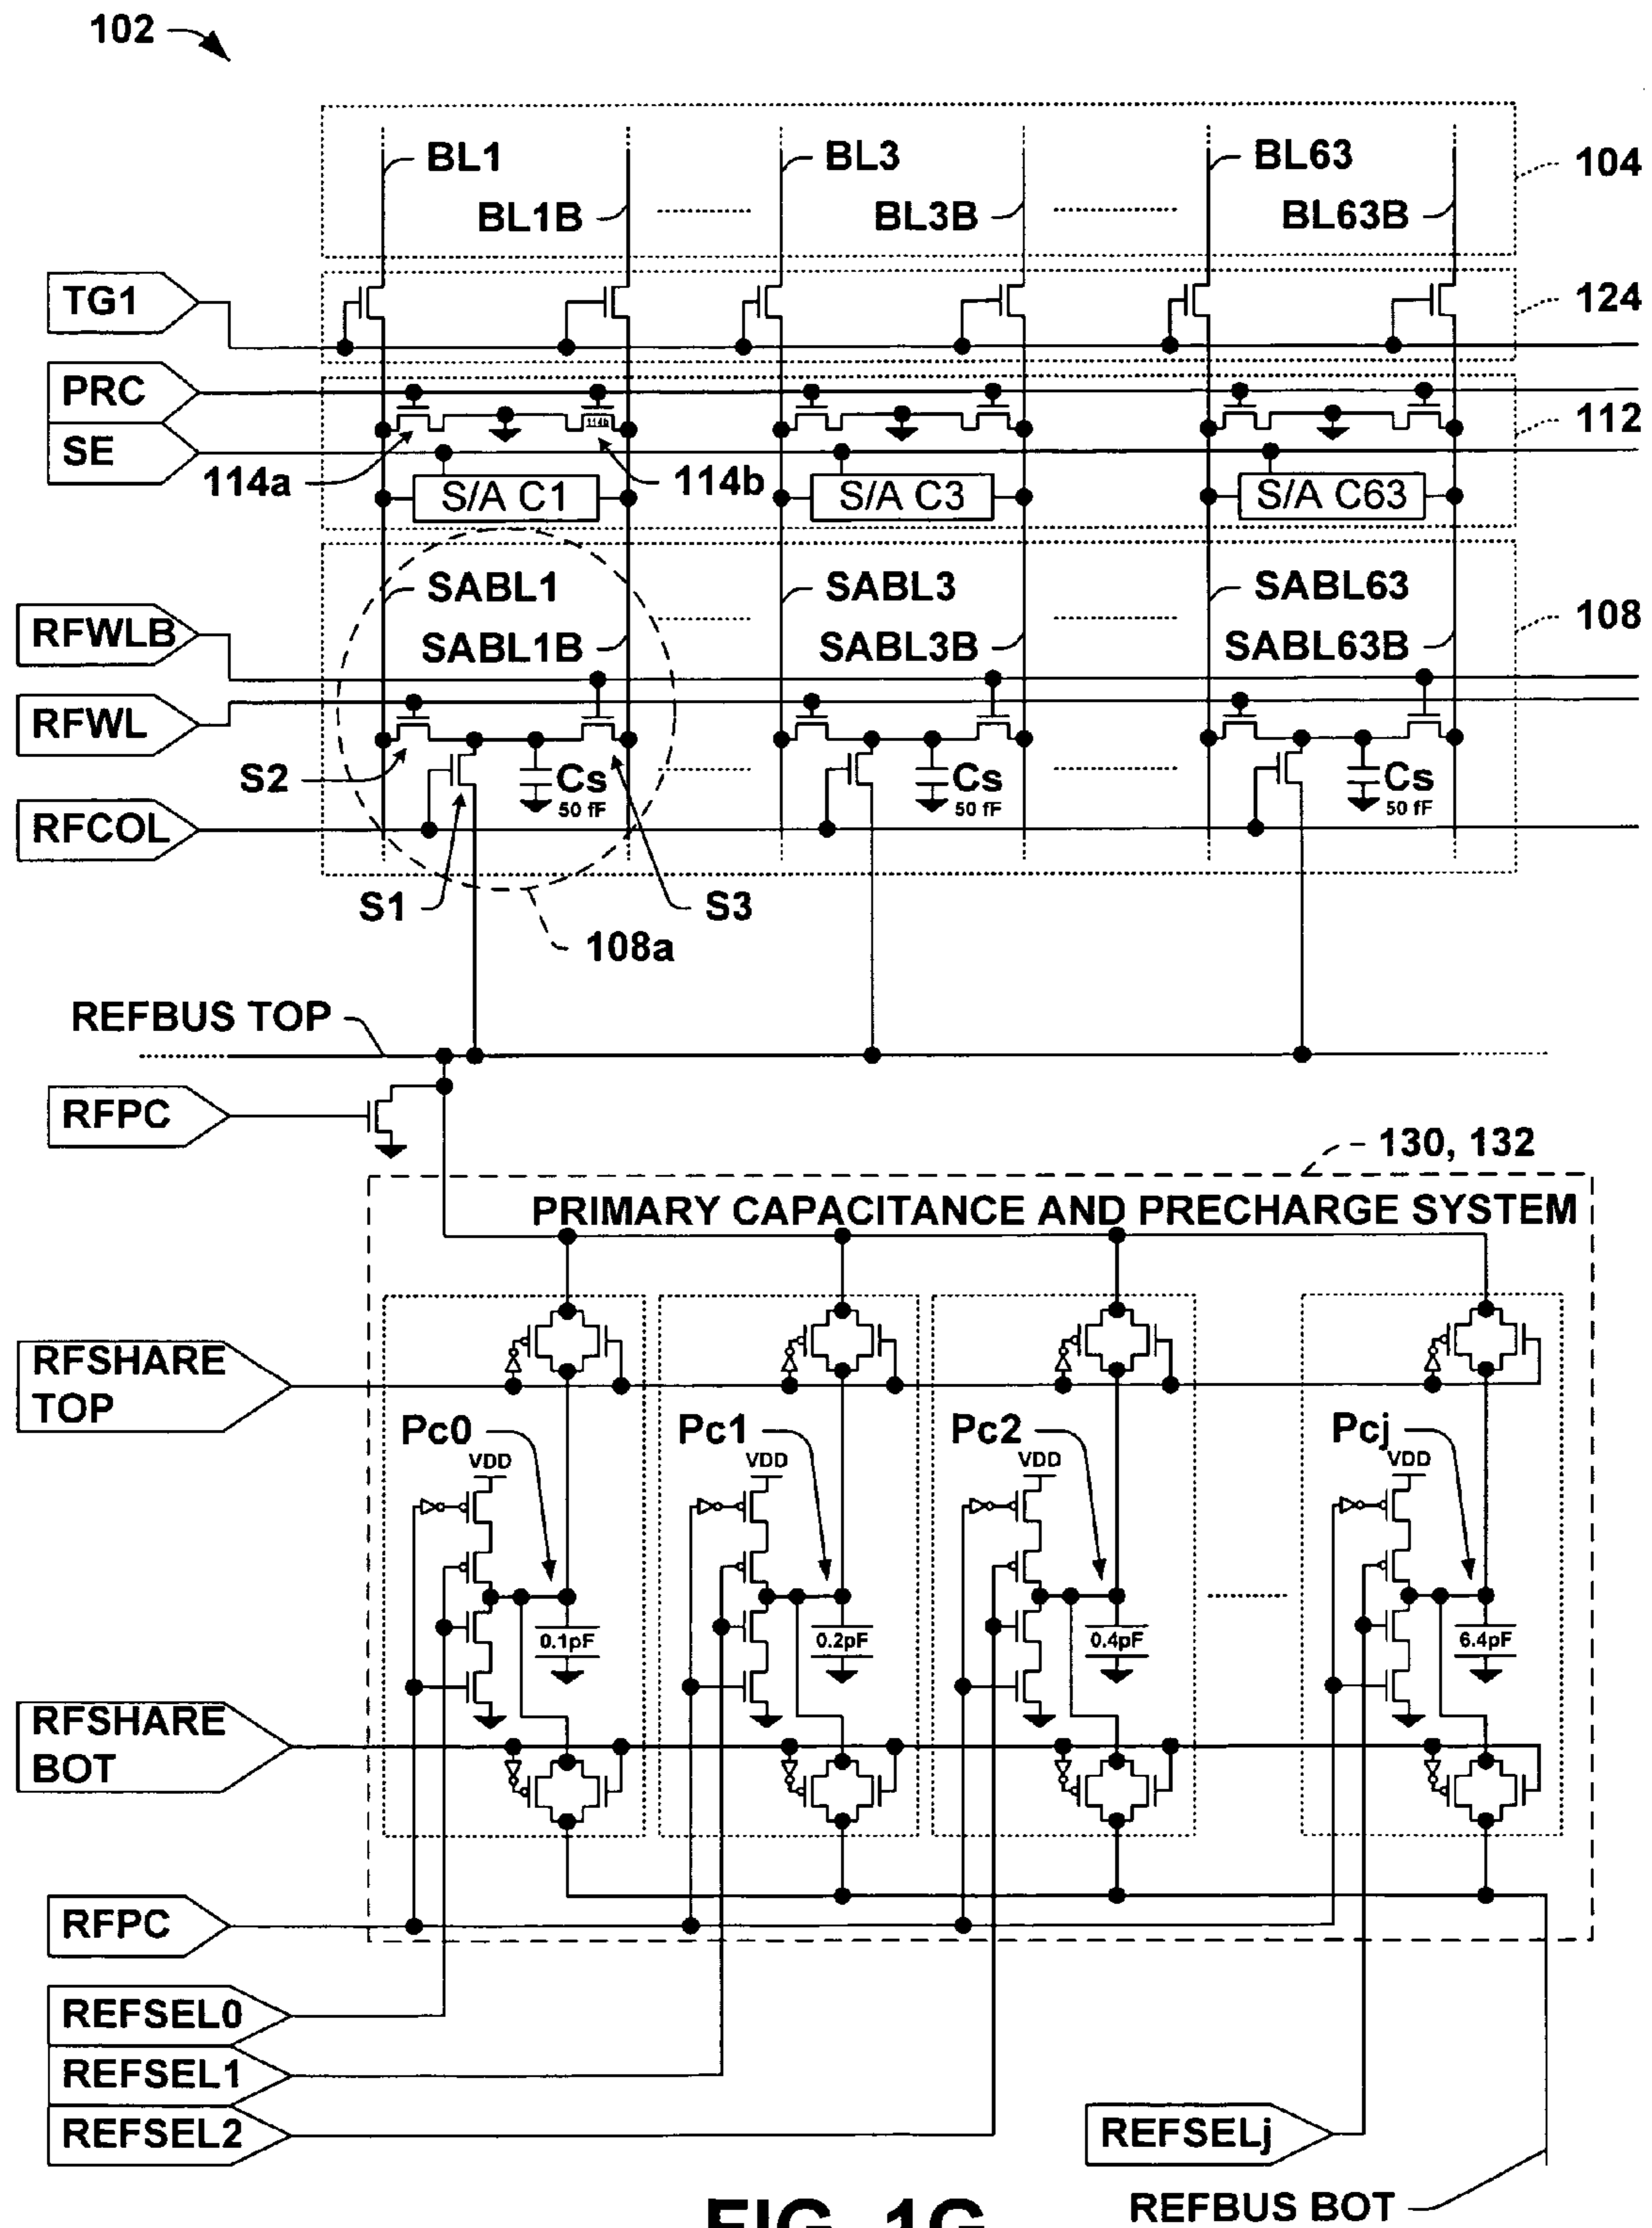 102
BL1
BL3
BL63
104
BL1B
BL3B
BL63B
TG1
124
PRC
112
SE
114b
114a
114b
S/A C1
S/A C3
S/A C63
SABL1
SABL3
SABL63
RFWLB
108
SABL1B
SABL3B
SABL63B
RFWL
S2
Cs
50 fF
Cs
50 fF
Cs
50 fF
RFCOL
S1
S3
108a
REFBUS TOP
RFPC
130, 132
PRIMARY CAPACITANCE AND PRECHARGE SYSTEM
RFSHARE
TOP
Pc0
Pc1
Pc2
Pcj
VDD
VDD
VDD
VDD
0.1pF
0.2pF
0.4pF
6.4pF
RFSHARE
BOT
RFPC
REFSEL0
REFSEL1
REFSEL2
REFSELj
REFBUS BOT
FIG. 1G